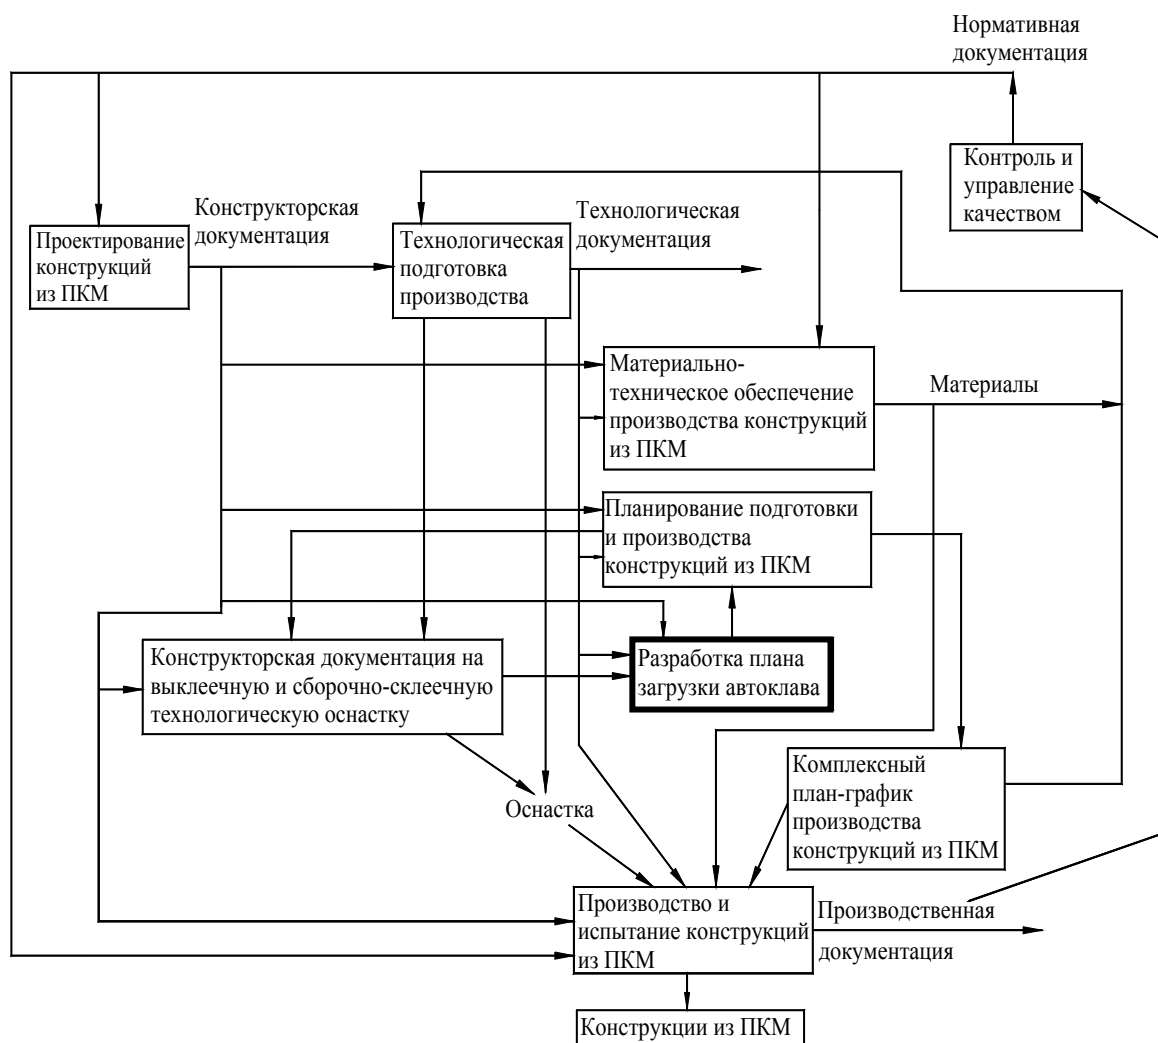 Нормативная
документация
Контроль и
управление
качеством
Конструкторская
документация
Технологическая
документация
Проектирование
конструкций
из ПКМ
Технологическая
подготовка
производства
Материально-
техническое обеспечение
производства конструкций
из ПКМ
Материалы
Планирование подготовки
и производства
конструкций из ПКМ
Конструкторская документация на
выклеечную и сборочно-склеечную
технологическую оснастку
Разработка плана
загрузки автоклава
Оснастка
Комплексный
план-график
производства
конструкций из ПКМ
Производство и
испытание конструкций
из ПКМ
Производственная
документация
Конструкции из ПКМ